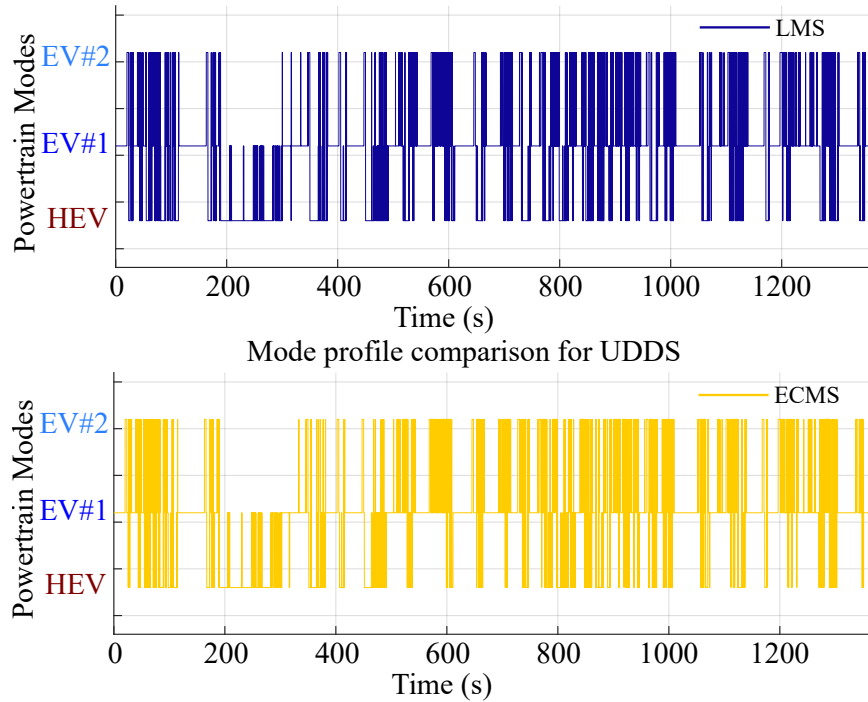 LMS
EV#2
EV#1
HEV
Powertrain Modes
0 200 400 600 800 1000 1200
Time (s)
Mode profile comparison for UDDS
ECMS
EV#2
EV#1
HEV
Powertrain Modes
0 200 400 600 800 1000 1200
Time (s)